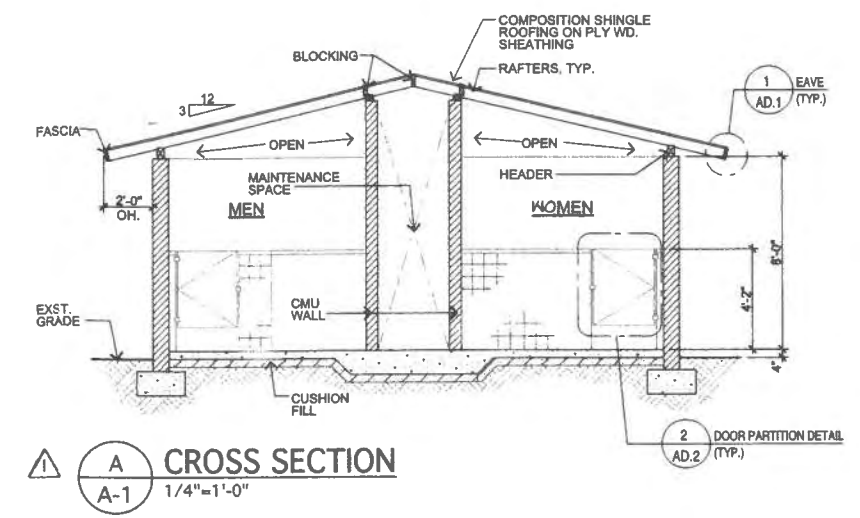 COMPOSITION SHINGLE
ROOFING ON PLY WD.
SHEATHING
BLOCKING
RAFTERS, TYP.
1
AD.1
EAVE
(TYP.)
12
3
FASCIA
OPEN
OPEN
MAINTENANCE
SPACE
HEADER
2'-0"
OH.
MEN
WOMEN
4'-2"
EXST.
GRADE
CMU
WALL
4"
CUSHION
FILL
2
AD.2
DOOR PARTITION DETAIL
(TYP.)
1
A
A-1
CROSS SECTION
1/4"=1'-0"